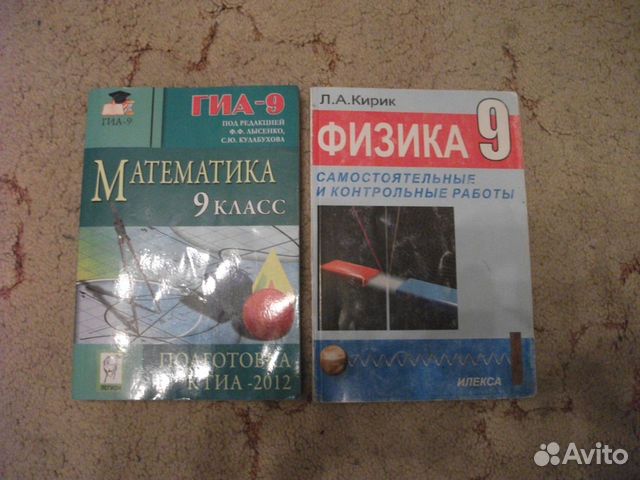 ГИА-9
ГИА-9
ПОД РЕДАКЦИЕЙ
Ф.Ф. ЛЫСЕНКО,
С.Ю. КУЛАБУХОВА
МАТЕМАТИКА
9 КЛАСС
ПОДГОТОВКА
К ГИА-2012
ЛЕГИОН
Л.А.Кирик
ФИЗИКА 9
САМОСТОЯТЕЛЬНЫЕ
И КОНТРОЛЬНЫЕ РАБОТЫ
ИЛЕКСА
Avito